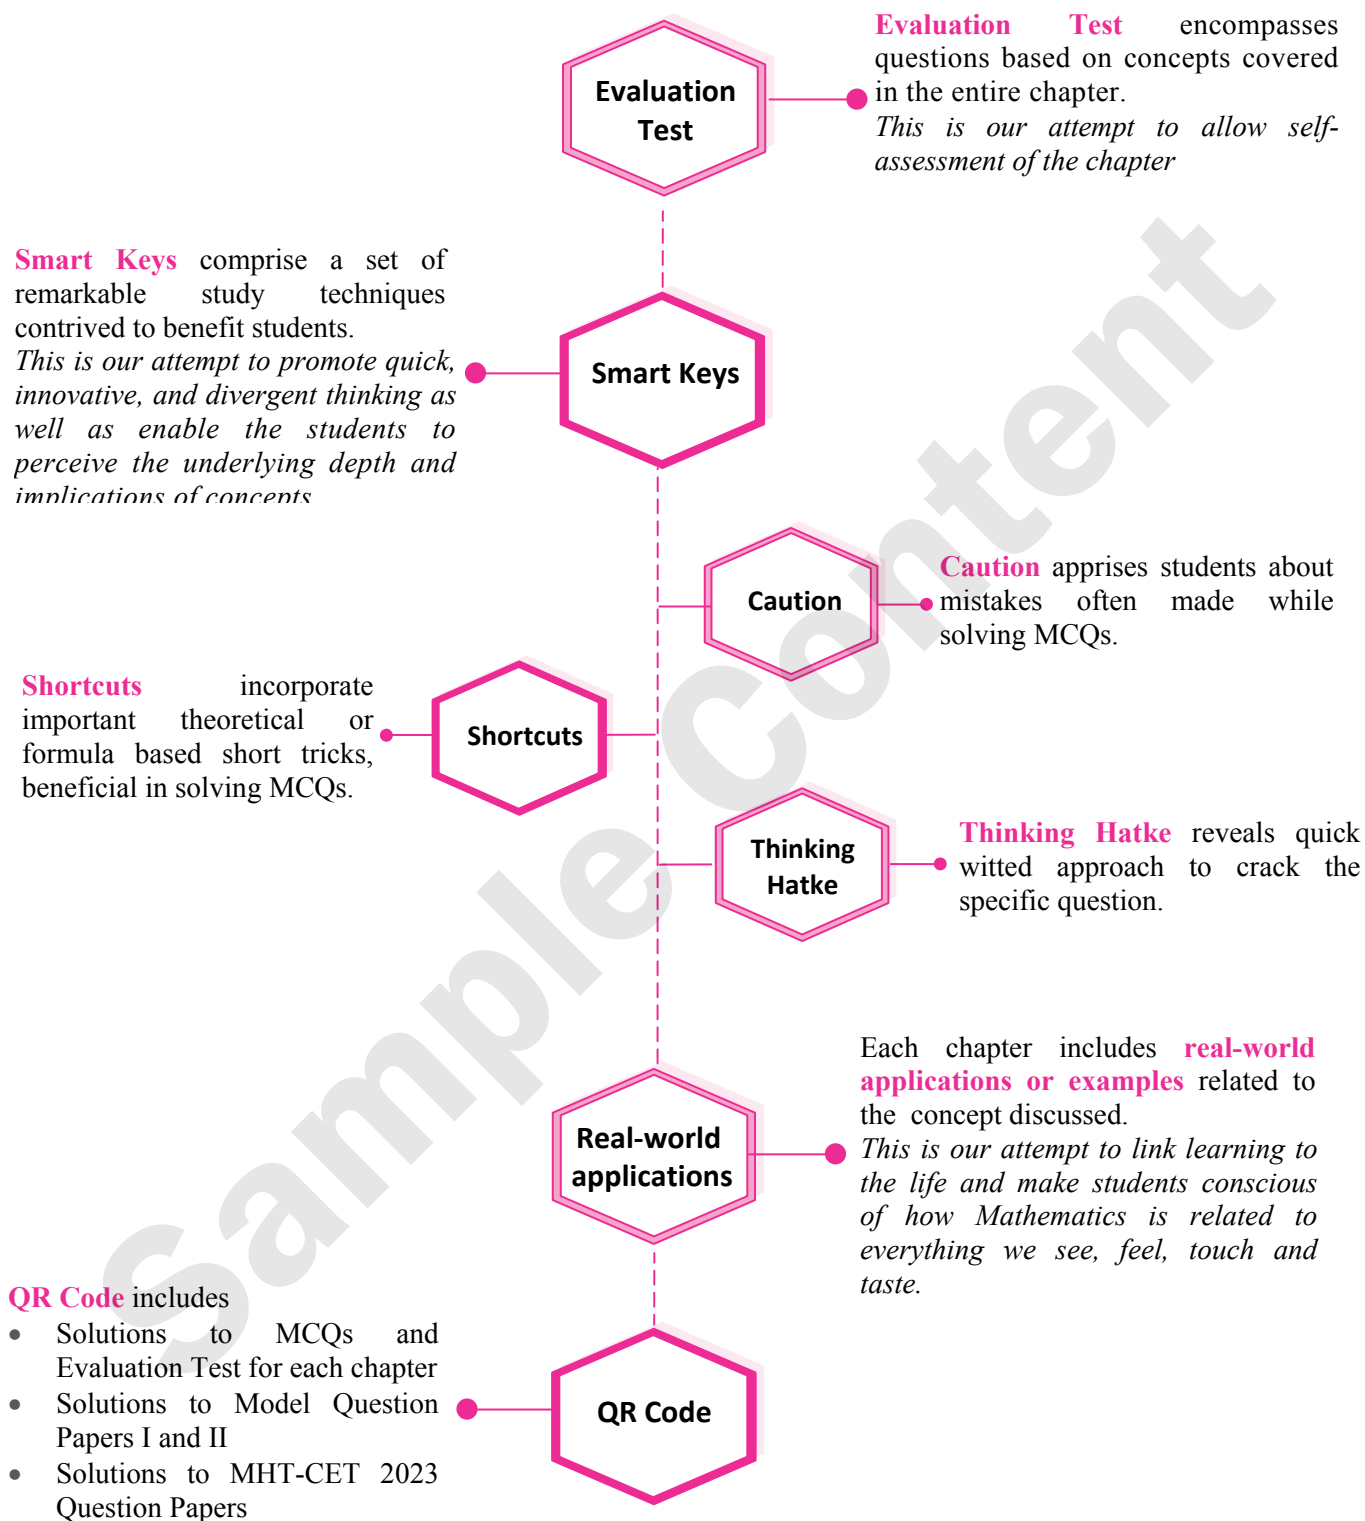 Evaluation
Test
Evaluation Test encompasses
questions based on concepts covered
in the entire chapter.
This is our attempt to allow self-
assessment of the chapter
Smart Keys comprise a set of
remarkable study techniques
contrived to benefit students.
This is our attempt to promote quick,
innovative, and divergent thinking as
well as enable the students to
perceive the underlying depth and
implications of concepts
Smart Keys
Caution
Caution apprises students about
mistakes often made while
solving MCQs.
Shortcuts incorporate
important theoretical or
formula based short tricks,
beneficial in solving MCQs.
Shortcuts
Thinking
Hatke
Thinking Hatke reveals quick
witted approach to crack the
specific question.
Real-world
applications
Each chapter includes real-world
applications or examples related to
the concept discussed.
This is our attempt to link learning to
the life and make students conscious
of how Mathematics is related to
everything we see, feel, touch and
taste.
QR Code includes
• Solutions to MCQs and
Evaluation Test for each chapter
• Solutions to Model Question
Papers I and II
• Solutions to MHT-CET 2023
Question Papers
QR Code
Sample Content